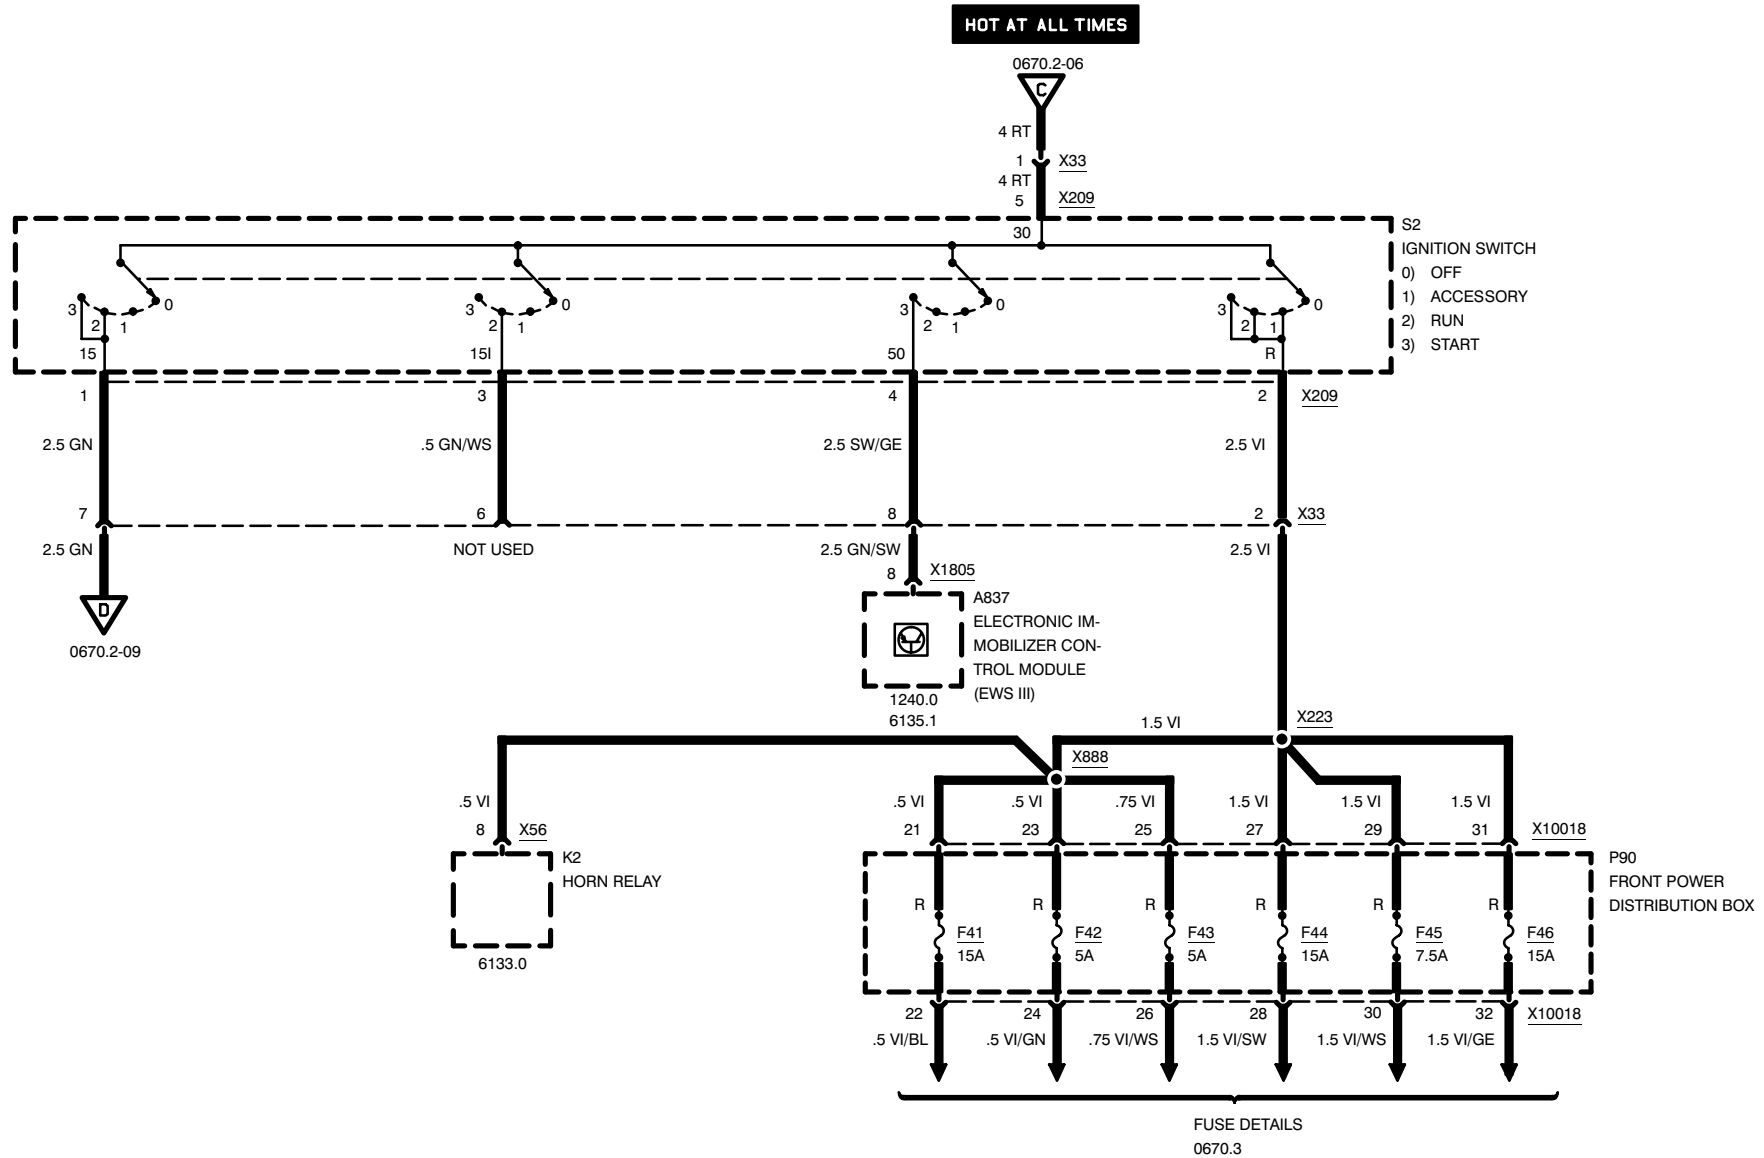 HOT AT ALL TIMES
0670.2-06
C
4 RT
1 X33
4 RT
5 X209
30
S2
IGNITION SWITCH
0) OFF
1) ACCESSORY
2) RUN
3) START
3 2 1 0
3 2 1 0
3 2 1 0
3 2 1 0
15 15I 50 R
1 3 4 2 X209
2.5 GN .5 GN/WS 2.5 SW/GE 2.5 VI
7 6 8 2 X33
2.5 GN NOT USED 2.5 GN/SW 2.5 VI
8 X1805
D
0670.2-09
A837
ELECTRONIC IM-
MOBILIZER CON-
TROL MODULE
(EWS III)
1240.0
6135.1
1.5 VI X223
X888
.5 VI .5 VI .5 VI .75 VI 1.5 VI 1.5 VI 1.5 VI
8 X56 21 23 25 27 29 31 X10018
K2
HORN RELAY
6133.0
P90
FRONT POWER
DISTRIBUTION BOX
R R R R R R
F41 F42 F43 F44 F45 F46
15A 5A 5A 15A 7.5A 15A
22 24 26 28 30 32 X10018
.5 VI/BL .5 VI/GN .75 VI/WS 1.5 VI/SW 1.5 VI/WS 1.5 VI/GE
FUSE DETAILS
0670.3